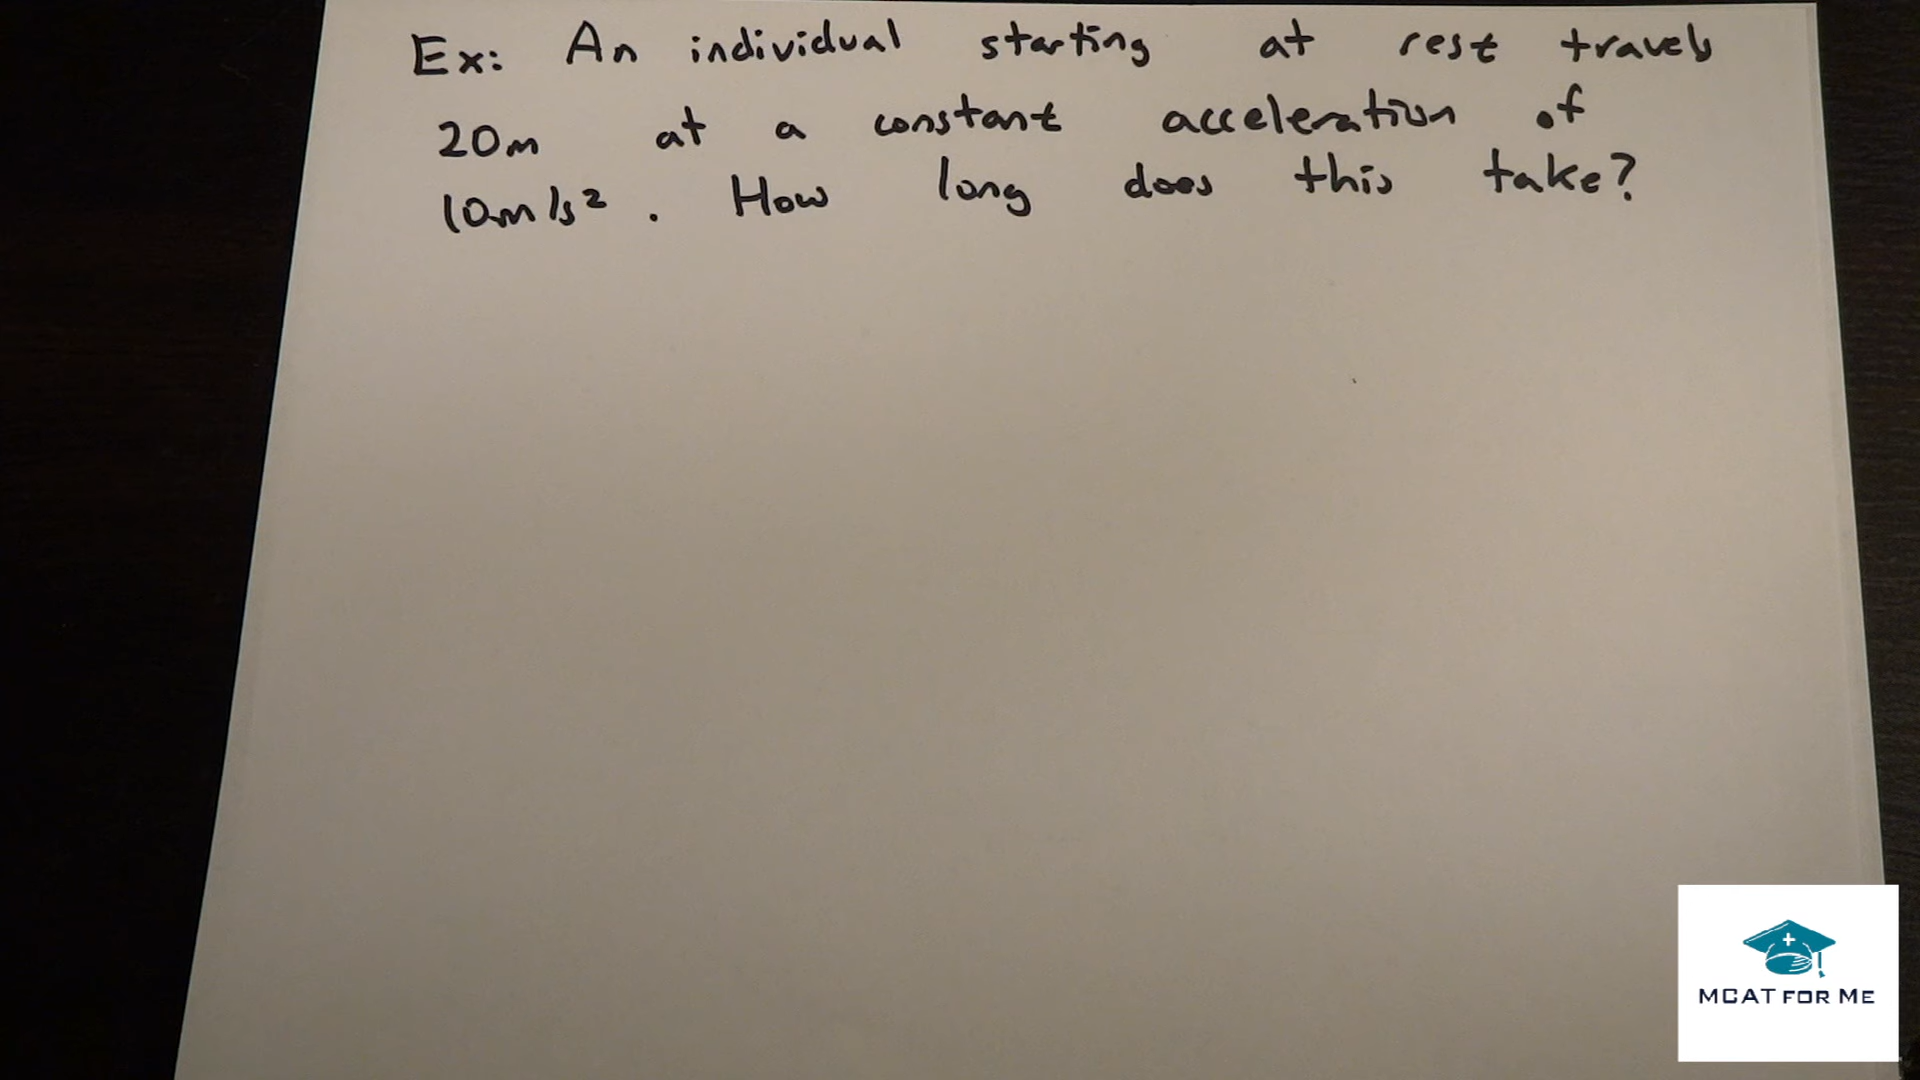 Ex: An individual starting at rest travels
20m at a constant acceleration of
10m/s². How long does this take?
MCAT FOR ME